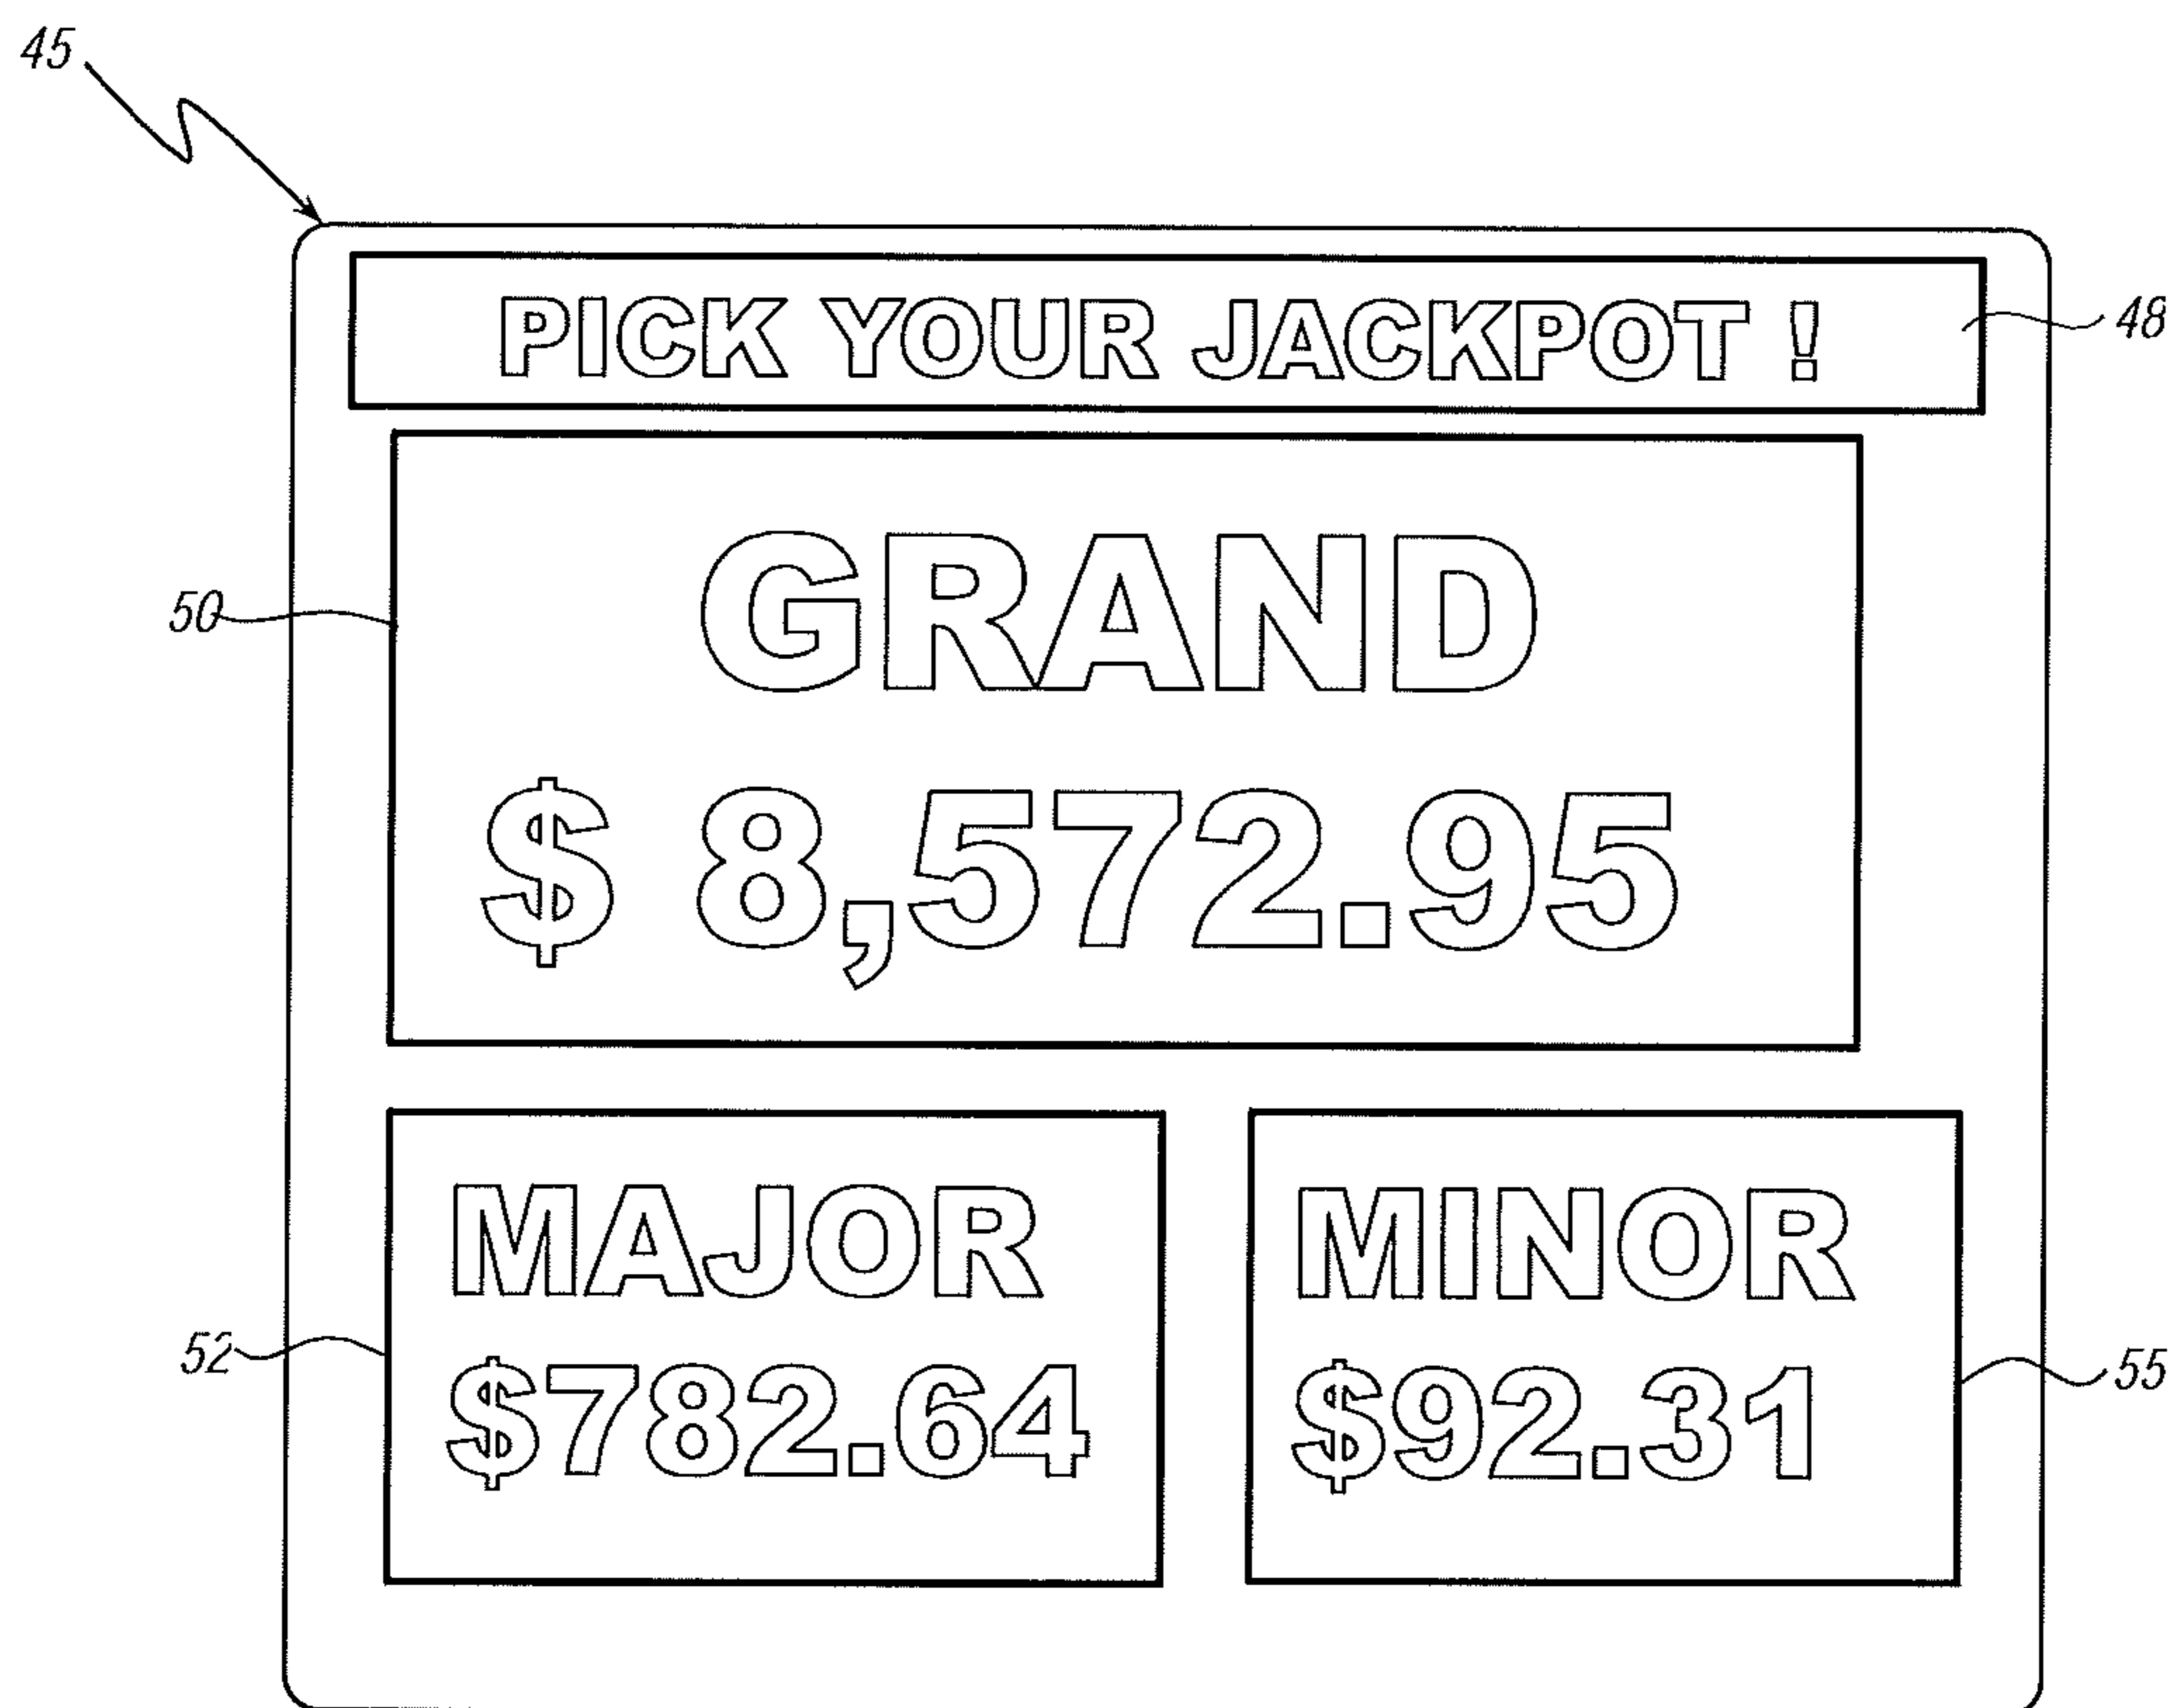 45
PICK YOUR JACKPOT !
48
50
GRAND
$ 8,572.95
MAJOR
$782.64
52
MINOR
$92.31
55